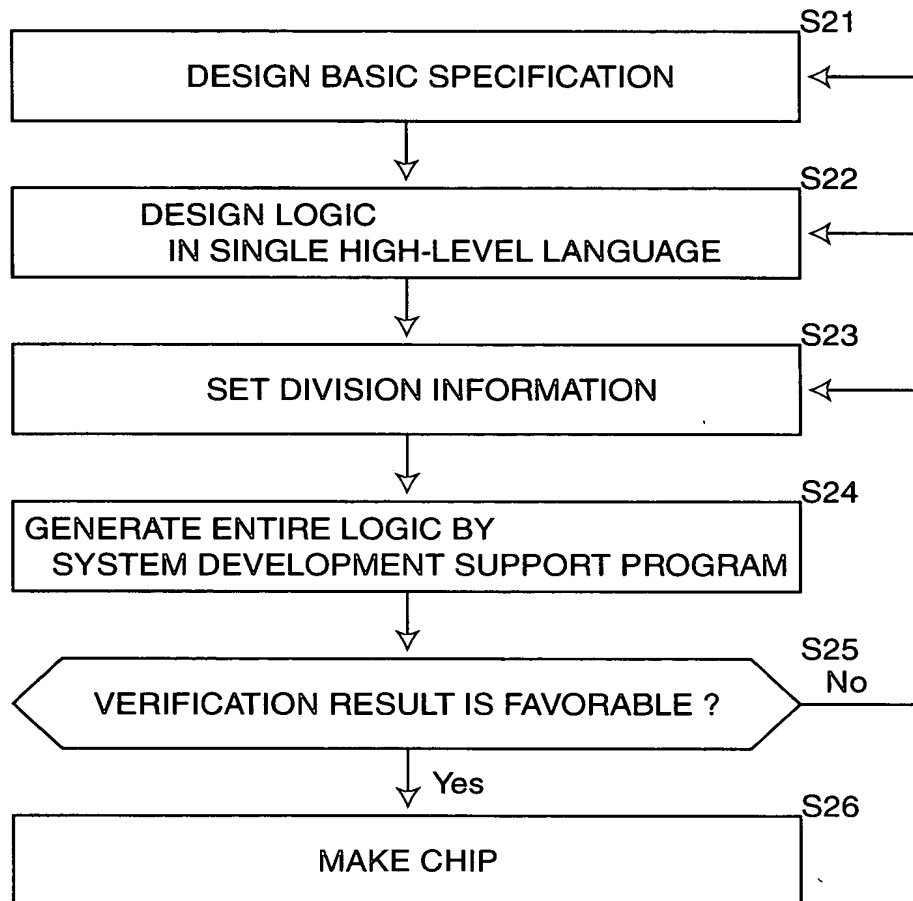 S21
DESIGN BASIC SPECIFICATION
S22
DESIGN LOGIC
IN SINGLE HIGH-LEVEL LANGUAGE
S23
SET DIVISION INFORMATION
S24
GENERATE ENTIRE LOGIC BY
SYSTEM DEVELOPMENT SUPPORT PROGRAM
S25
VERIFICATION RESULT IS FAVORABLE ?
No
Yes
S26
MAKE CHIP